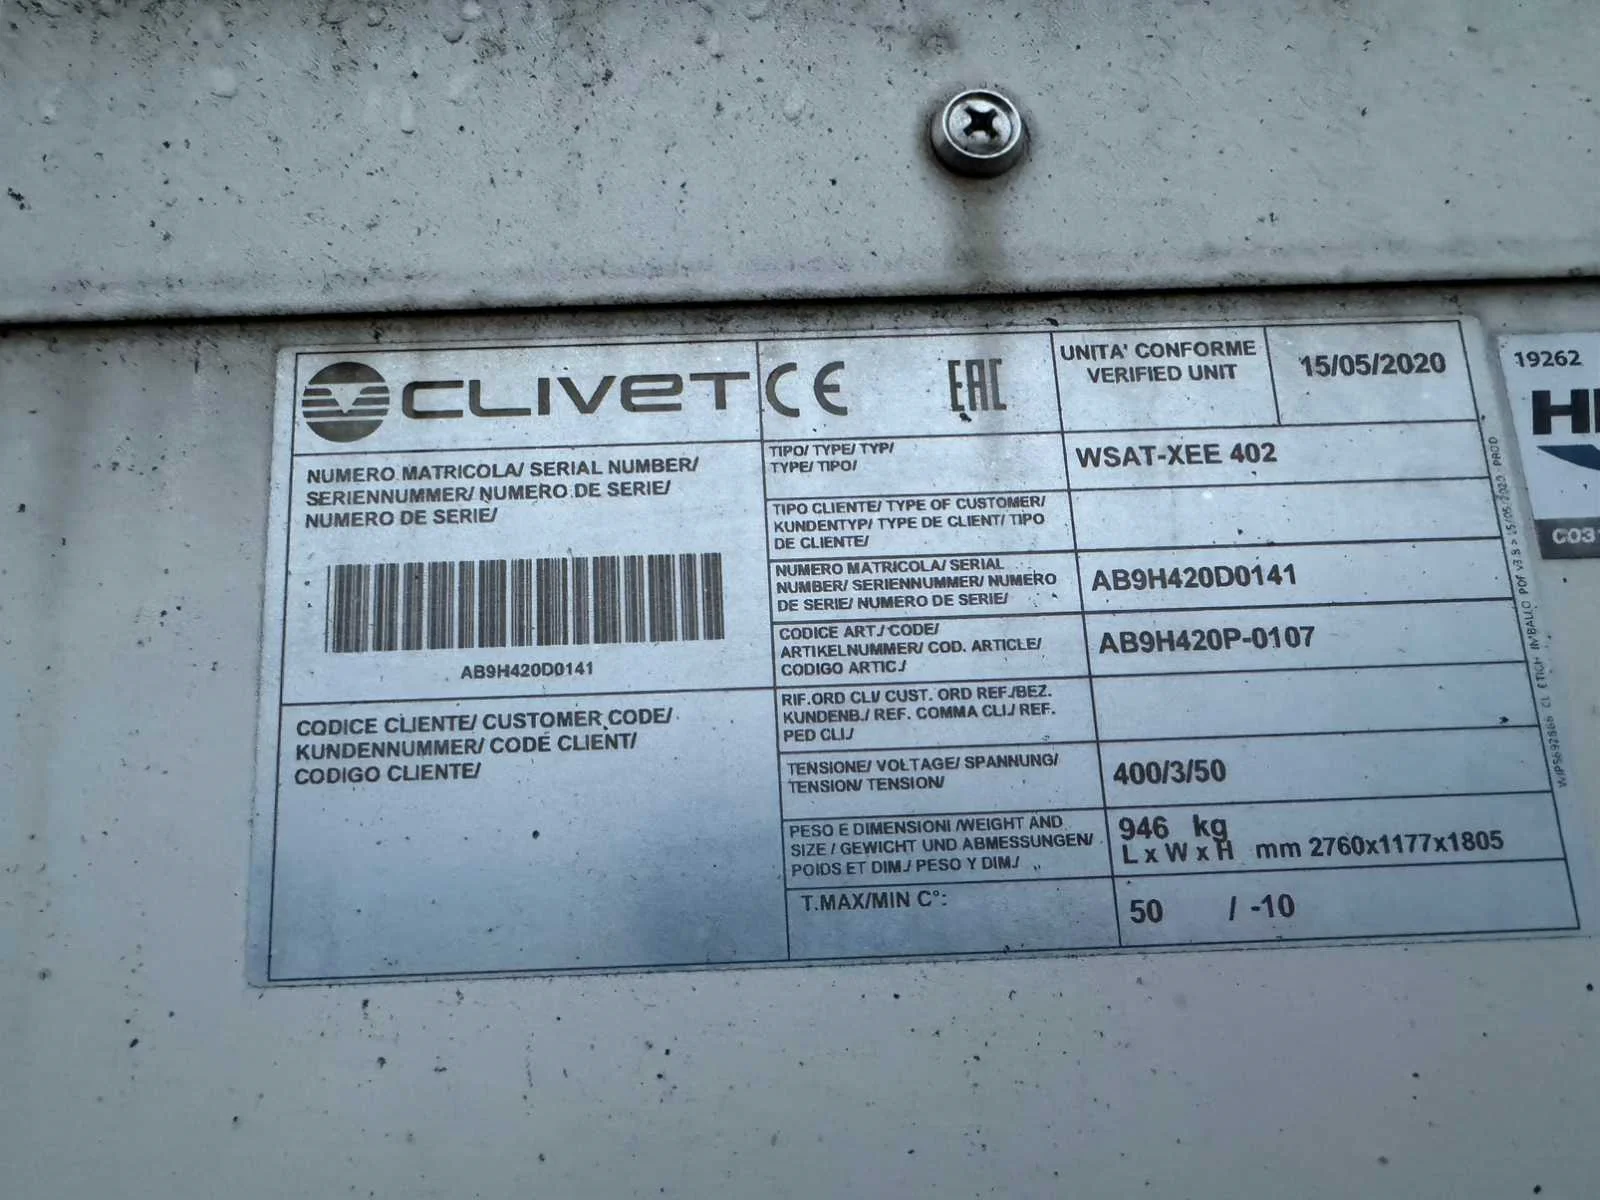 CLIVET
CE
EAC
UNITA' CONFORME
VERIFIED UNIT
15/05/2020
NUMERO MATRICOLA/ SERIAL NUMBER/
SERIENNUMMER/ NUMERO DE SERIE/
NUMERO DE SERIE/
AB9H420D0141
CODICE CLIENTE/ CUSTOMER CODE/
KUNDENNUMMER/ CODE CLIENT/
CODIGO CLIENTE/
TIPO/ TYPE/ TYP/
TYPE/ TIPO/
WSAT-XEE 402
TIPO CLIENTE/ TYPE OF CUSTOMER/
KUNDENTYP/ TYPE DE CLIENT/ TIPO
DE CLIENTE/
NUMERO MATRICOLA/ SERIAL
NUMBER/ SERIENNUMMER/ NUMERO
DE SERIE/ NUMERO DE SERIE/
AB9H420D0141
CODICE ART./ CODE/
ARTIKELNUMMER/ COD. ARTICLE/
CODIGO ARTIC./
AB9H420P-0107
RIF.ORD CLI/ CUST. ORD REF./BEZ.
KUNDENB./ REF. COMMA CLI./ REF.
PED CLI./
TENSIONE/ VOLTAGE/ SPANNUNG/
TENSION/ TENSION/
400/3/50
PESO E DIMENSIONI /WEIGHT AND
SIZE / GEWICHT UND ABMESSUNGEN/
POIDS ET DIM./ PESO Y DIM./
946 kg
L x W x H mm 2760x1177x1805
T.MAX/MIN C°:
50 / -10
19262